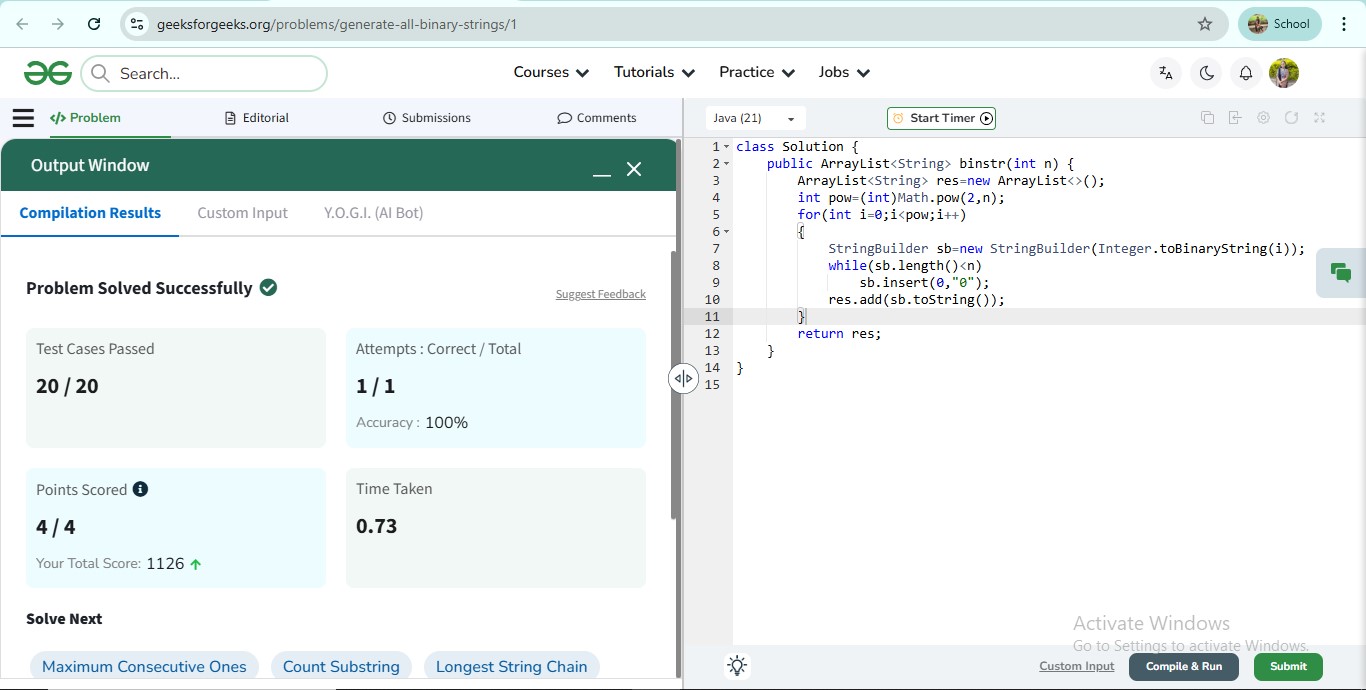 geeksforgeeks.org/problems/generate-all-binary-strings/1
School
Search...
Courses
Tutorials
Practice
Jobs
Problem
Editorial
Submissions
Comments
Output Window
Compilation Results
Custom Input
Y.O.G.I. (AI Bot)
Problem Solved Successfully
Suggest Feedback
Test Cases Passed
20 / 20
Attempts : Correct / Total
1 / 1
Accuracy : 100%
Points Scored
4 / 4
Your Total Score: 1126
Time Taken
0.73
Solve Next
Maximum Consecutive Ones
Count Substring
Longest String Chain
Java (21)
Start Timer
1 class Solution {
2     public ArrayList<String> binstr(int n) {
3         ArrayList<String> res=new ArrayList<>();
4         int pow=(int)Math.pow(2,n);
5         for(int i=0;i<pow;i++)
6         {
7             StringBuilder sb=new StringBuilder(Integer.toBinaryString(i));
8             while(sb.length()<n)
9                 sb.insert(0,"0");
10             res.add(sb.toString());
11         }
12         return res;
13     }
14 }
15
Activate Windows
Go to Settings to activate Windows.
Custom Input
Compile & Run
Submit